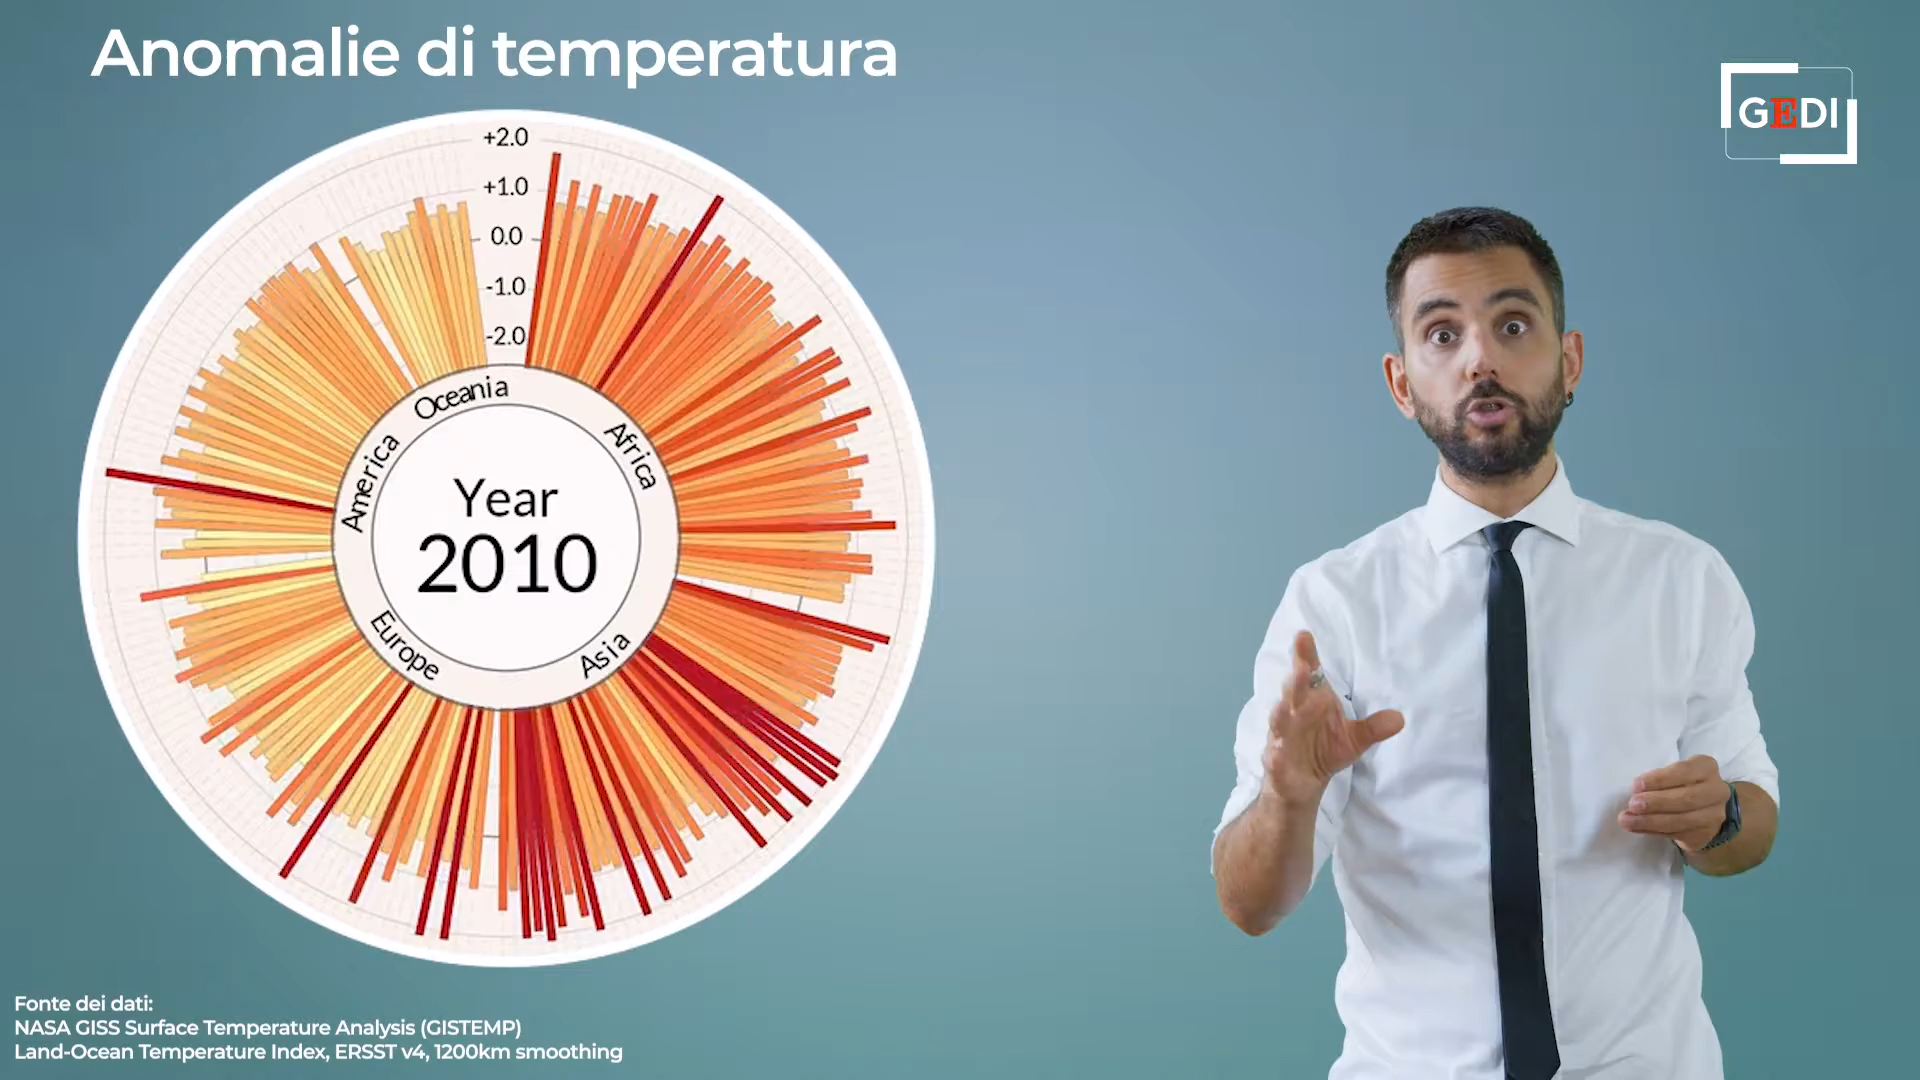 Anomalie di temperatura
GEDI
+2.0
+1.0
0.0
-1.0
-2.0
Oceania
Africa
America
Year
2010
Europe
Asia
Fonte dei dati:
NASA GISS Surface Temperature Analysis (GISTEMP)
Land-Ocean Temperature Index, ERSST v4, 1200km smoothing